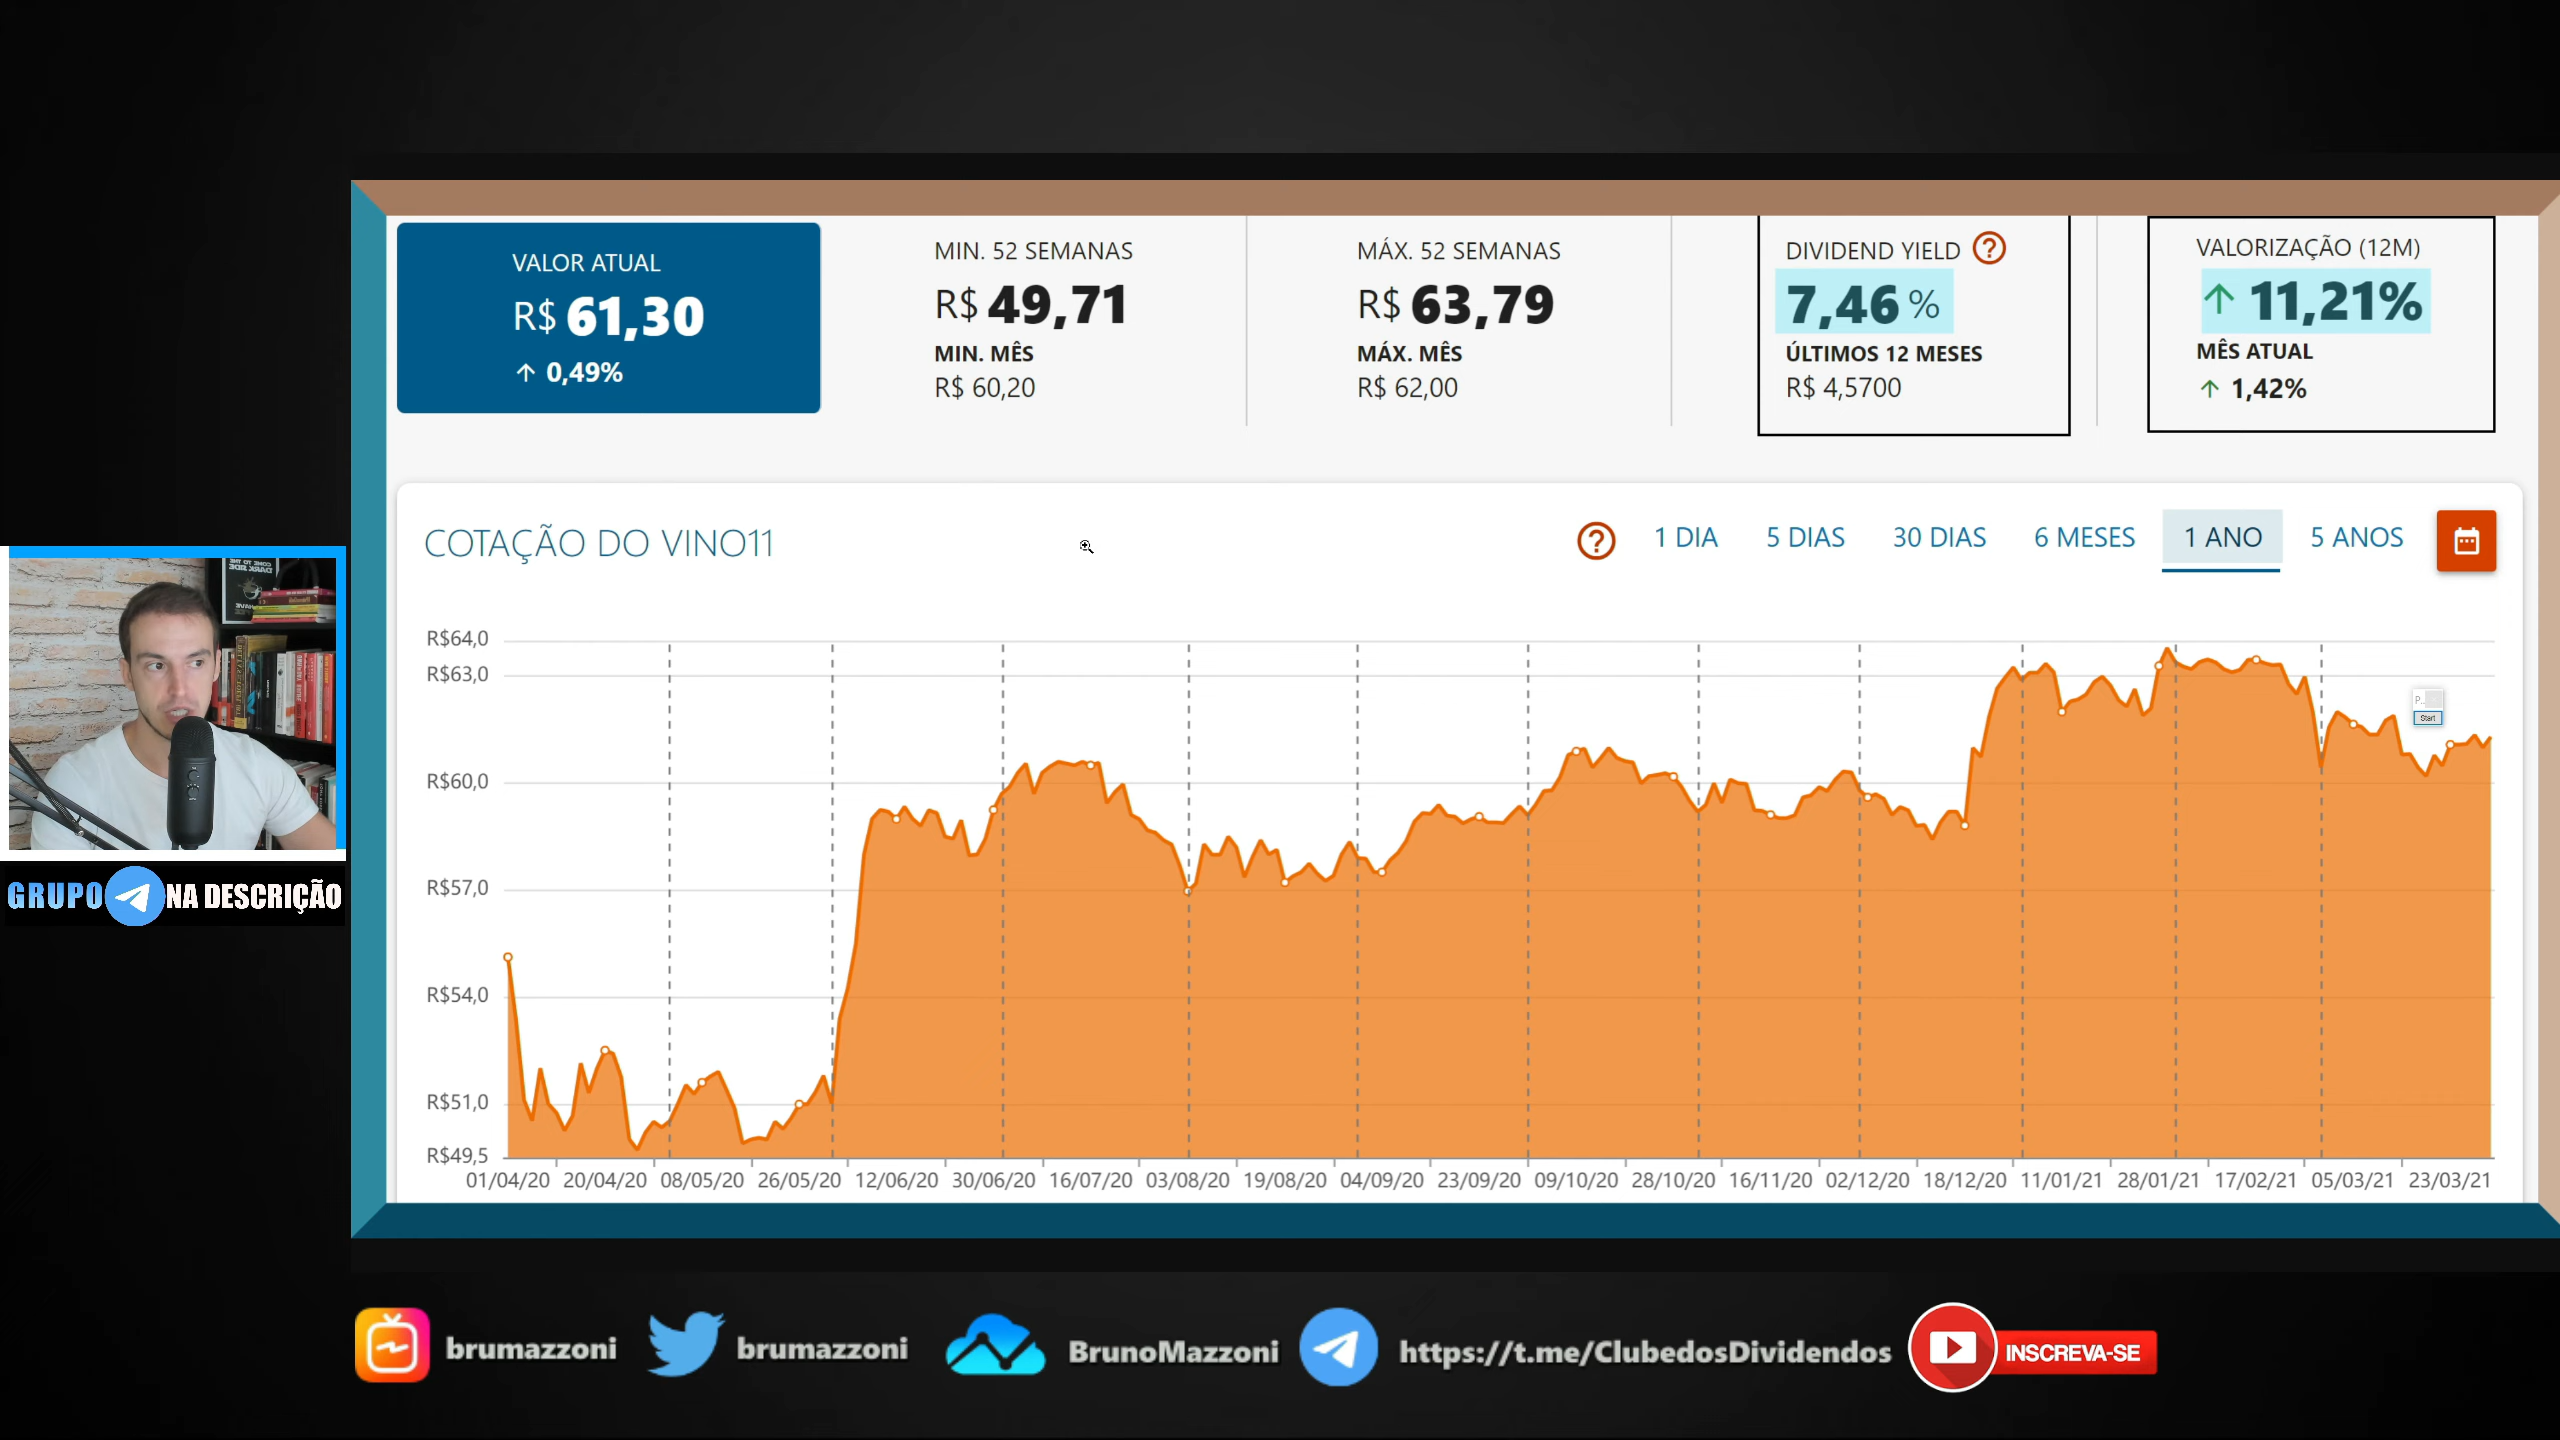 VALOR ATUAL
R$ 61,30
↑ 0,49%
MIN. 52 SEMANAS
R$ 49,71
MIN. MÊS
R$ 60,20
MÁX. 52 SEMANAS
R$ 63,79
MÁX. MÊS
R$ 62,00
DIVIDEND YIELD ?
7,46 %
ÚLTIMOS 12 MESES
R$ 4,5700
VALORIZAÇÃO (12M)
↑ 11,21%
MÊS ATUAL
↑ 1,42%
COTAÇÃO DO VINO11
? 1 DIA 5 DIAS 30 DIAS 6 MESES 1 ANO 5 ANOS
R$64,0
R$63,0
R$60,0
R$57,0
R$54,0
R$51,0
R$49,5
Start
01/04/20 20/04/20 08/05/20 26/05/20 12/06/20 30/06/20 16/07/20 03/08/20 19/08/20 04/09/20 23/09/20 09/10/20 28/10/20 16/11/20 02/12/20 18/12/20 11/01/21 28/01/21 17/02/21 05/03/21 23/03/21
GRUPO NA DESCRIÇÃO
brumazzoni brumazzoni BrunoMazzoni https://t.me/ClubedosDividendos INSCREVA-SE